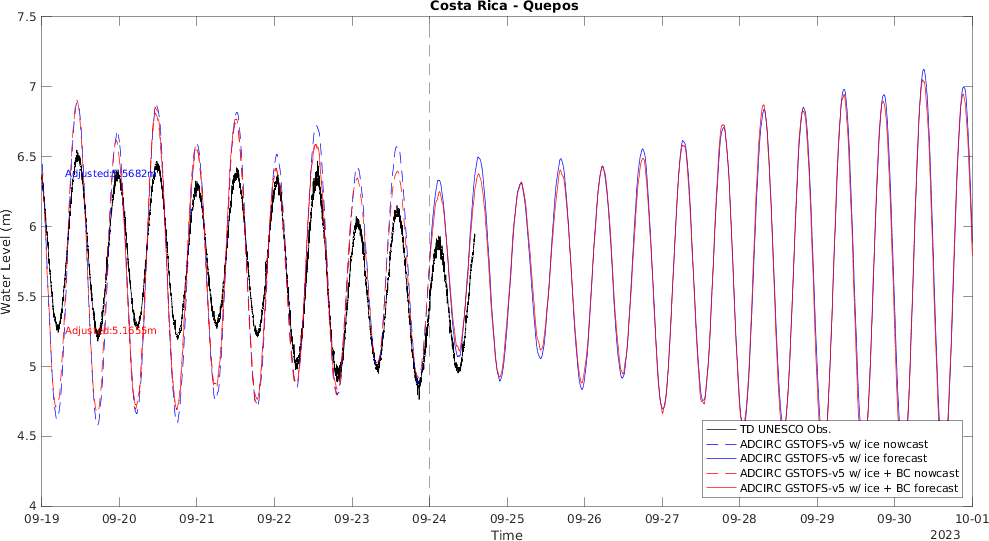 Costa Rica - Quepos
7.5
7
6.5
6
5.5
5
4.5
4
Water Level (m)
Adjusted:5.5682m
Adjusted:5.1655m
TD UNESCO Obs.
ADCIRC GSTOFS-v5 w/ ice nowcast
ADCIRC GSTOFS-v5 w/ ice forecast
ADCIRC GSTOFS-v5 w/ ice + BC nowcast
ADCIRC GSTOFS-v5 w/ ice + BC forecast
09-19 09-20 09-21 09-22 09-23 09-24 09-25 09-26 09-27 09-28 09-29 09-30 10-01
Time
2023